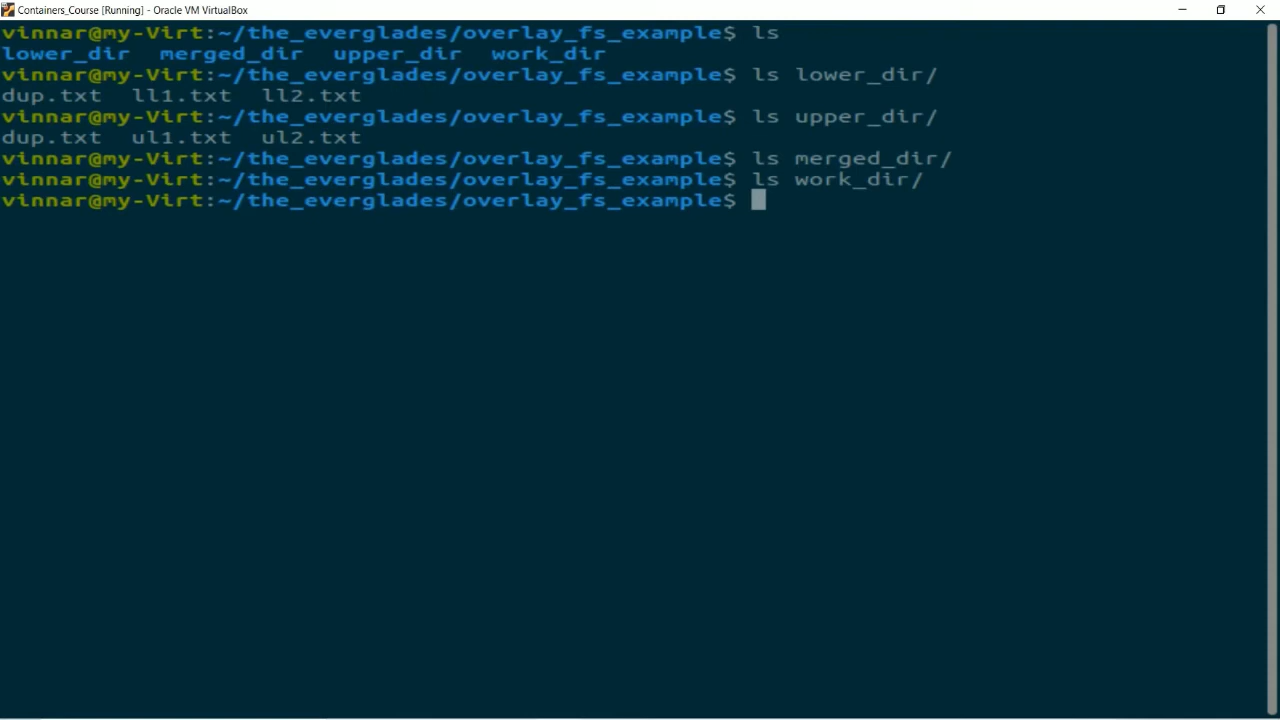 Containers_Course [Running] - Oracle VM VirtualBox
vinnar@my-Virt:~/the_everglades/overlay_fs_example$ ls
lower_dir  merged_dir  upper_dir  work_dir
vinnar@my-Virt:~/the_everglades/overlay_fs_example$ ls lower_dir/
dup.txt  ll1.txt  ll2.txt
vinnar@my-Virt:~/the_everglades/overlay_fs_example$ ls upper_dir/
dup.txt  ul1.txt  ul2.txt
vinnar@my-Virt:~/the_everglades/overlay_fs_example$ ls merged_dir/
vinnar@my-Virt:~/the_everglades/overlay_fs_example$ ls work_dir/
vinnar@my-Virt:~/the_everglades/overlay_fs_example$